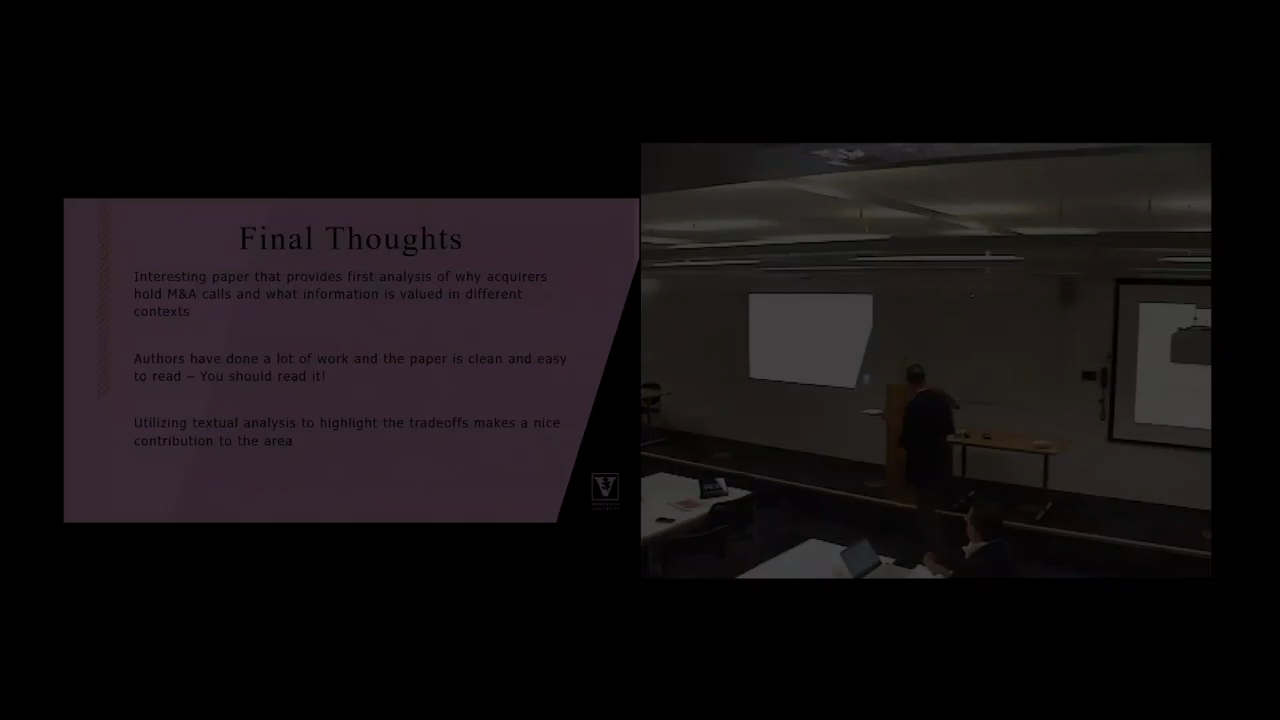 Final Thoughts
Interesting paper that provides first analysis of why acquirers
hold M&A calls and what information is valued in different
contexts
Authors have done a lot of work and the paper is clean and easy
to read – You should read it!
Utilizing textual analysis to highlight the tradeoffs makes a nice
contribution to the area